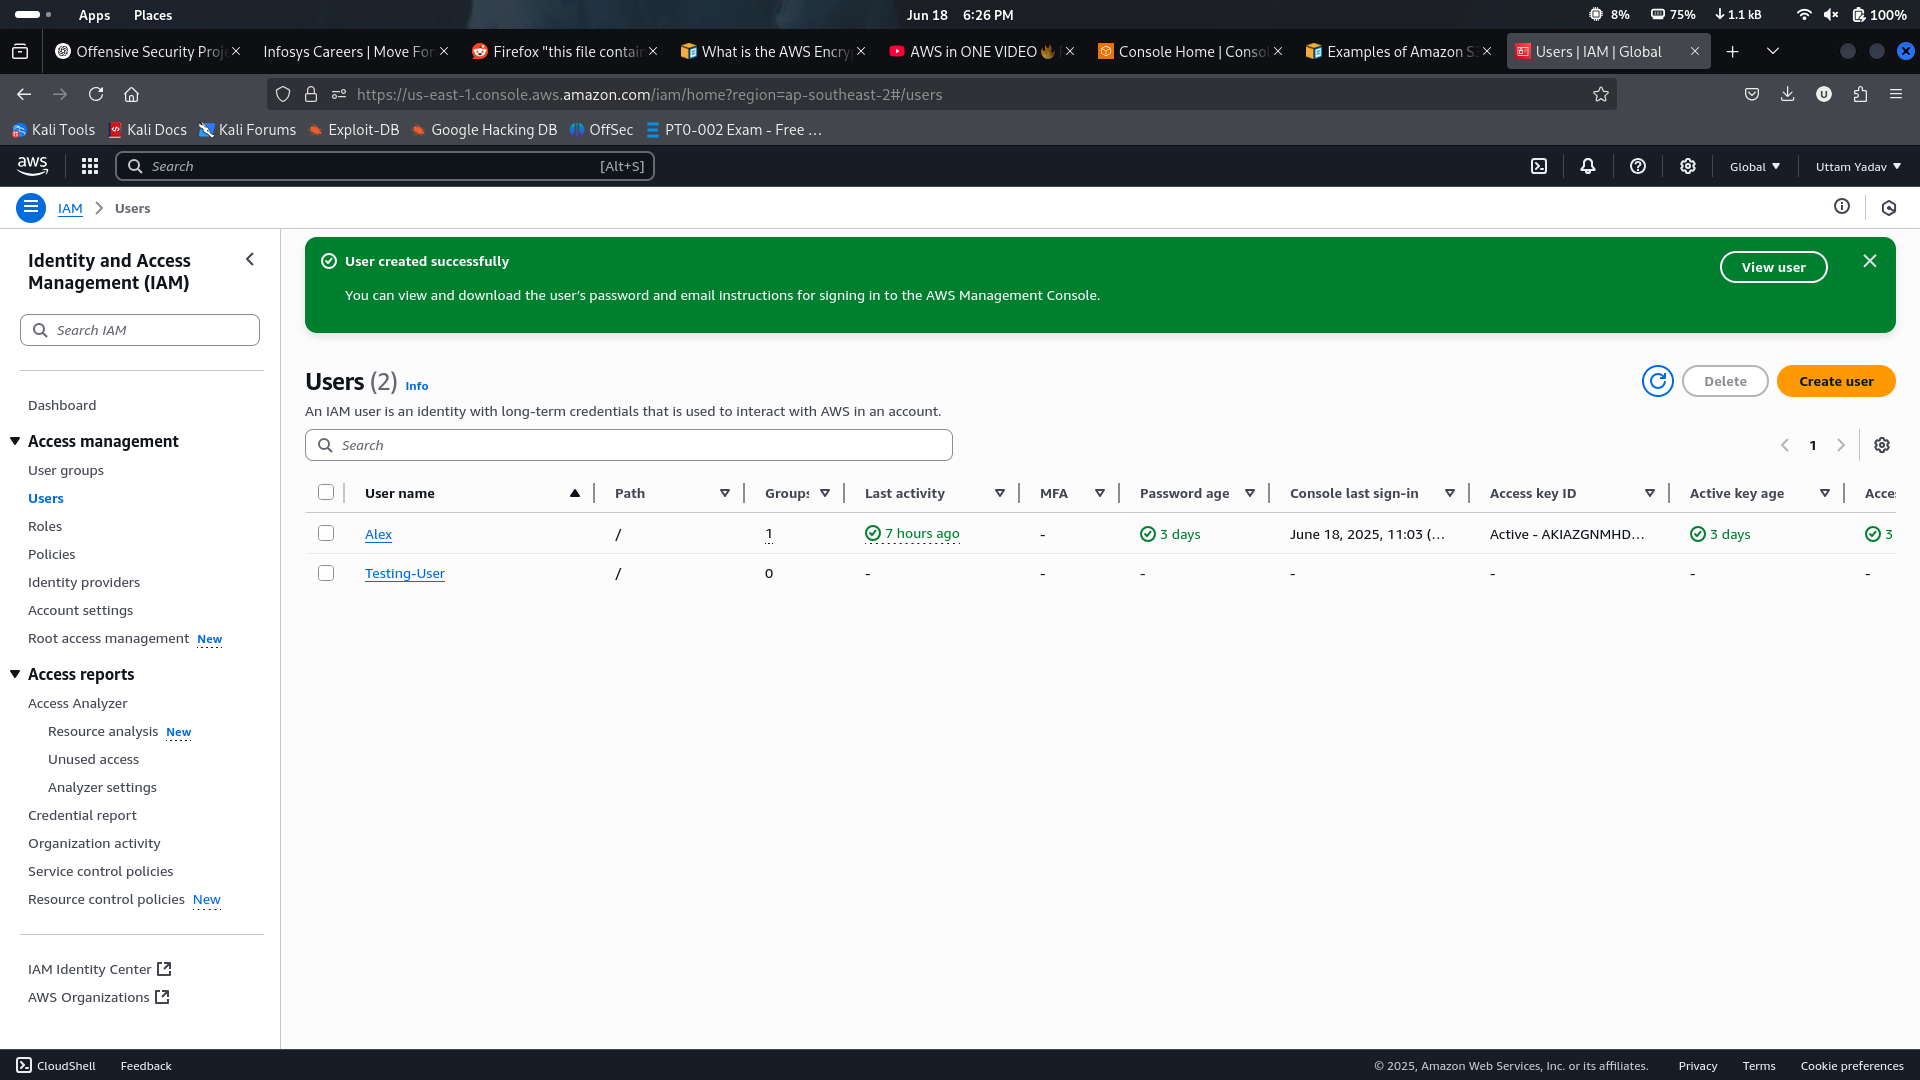 Apps Places Jun 18 6:26 PM 8% 75% 1.1 kB 100%
Offensive Security Proj Infosys Careers | Move For Firefox "this file contain What is the AWS Encry AWS in ONE VIDEO Console Home | Consol Examples of Amazon S Users | IAM | Global
https://us-east-1.console.aws.amazon.com/iam/home?region=ap-southeast-2#/users U
Kali Tools Kali Docs Kali Forums Exploit-DB Google Hacking DB OffSec PT0-002 Exam - Free …
aws Search [Alt+S] Global Uttam Yadav
IAM Users
Identity and Access
Management (IAM)
Search IAM
Dashboard
Access management
User groups
Users
Roles
Policies
Identity providers
Account settings
Root access management New
Access reports
Access Analyzer
Resource analysis New
Unused access
Analyzer settings
Credential report
Organization activity
Service control policies
Resource control policies New
IAM Identity Center
AWS Organizations
User created successfully
You can view and download the user's password and email instructions for signing in to the AWS Management Console.
View user
Users (2) Info
Delete Create user
An IAM user is an identity with long-term credentials that is used to interact with AWS in an account.
Search 1
User name Path Groups Last activity MFA Password age Console last sign-in Access key ID Active key age Acce
Alex / 1 7 hours ago - 3 days June 18, 2025, 11:03 (... Active - AKIAZGNMHD... 3 days 3
Testing-User / 0 - - - - - - -
CloudShell Feedback © 2025, Amazon Web Services, Inc. or its affiliates. Privacy Terms Cookie preferences